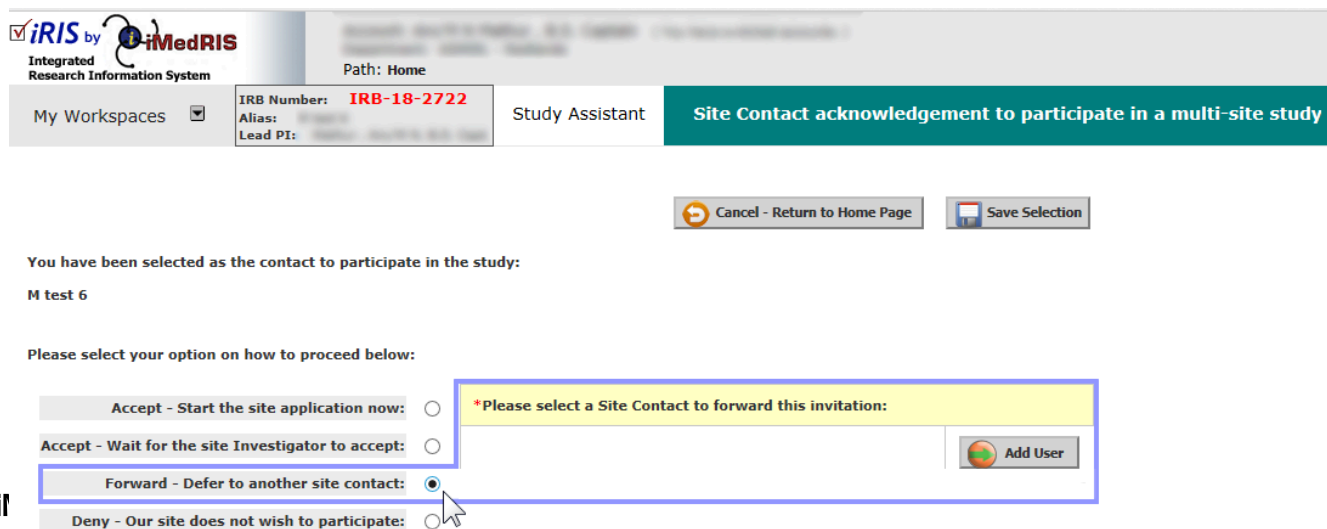 iRIS by iMedRIS
Integrated
Research Information System
Path: Home
My Workspaces
IRB Number: IRB-18-2722
Alias:
Lead PI:
Study Assistant
Site Contact acknowledgement to participate in a multi-site study
Cancel - Return to Home Page
Save Selection
You have been selected as the contact to participate in the study:
M test 6
Please select your option on how to proceed below:
Accept - Start the site application now:
*Please select a Site Contact to forward this invitation:
Accept - Wait for the site Investigator to accept:
Add User
Forward - Defer to another site contact:
Deny - Our site does not wish to participate: